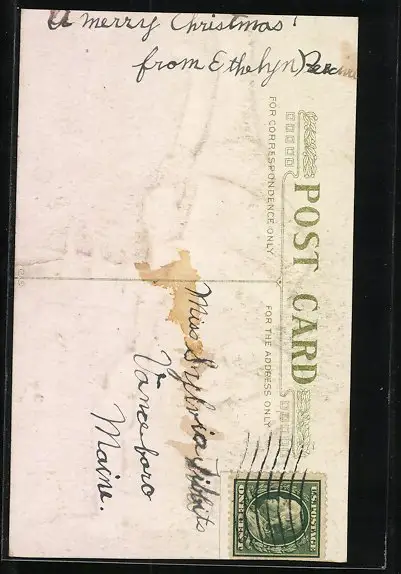 A merry Christmas!
from Ethelyn
POST CARD
FOR CORRESPONDENCE ONLY
FOR THE ADDRESS ONLY
Miss Sylvia Tibbits
Vanceboro
Maine.
U.S. POSTAGE
ONE CENT